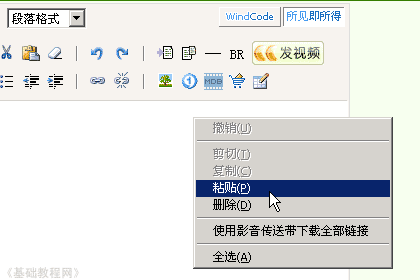 段落格式
WindCode
所见即所得
BR
发视频
MDB
撤销(U)
剪切(T)
复制(C)
粘贴(P)
删除(D)
使用影音传送带下载全部链接
全选(A)
《基础教程网》